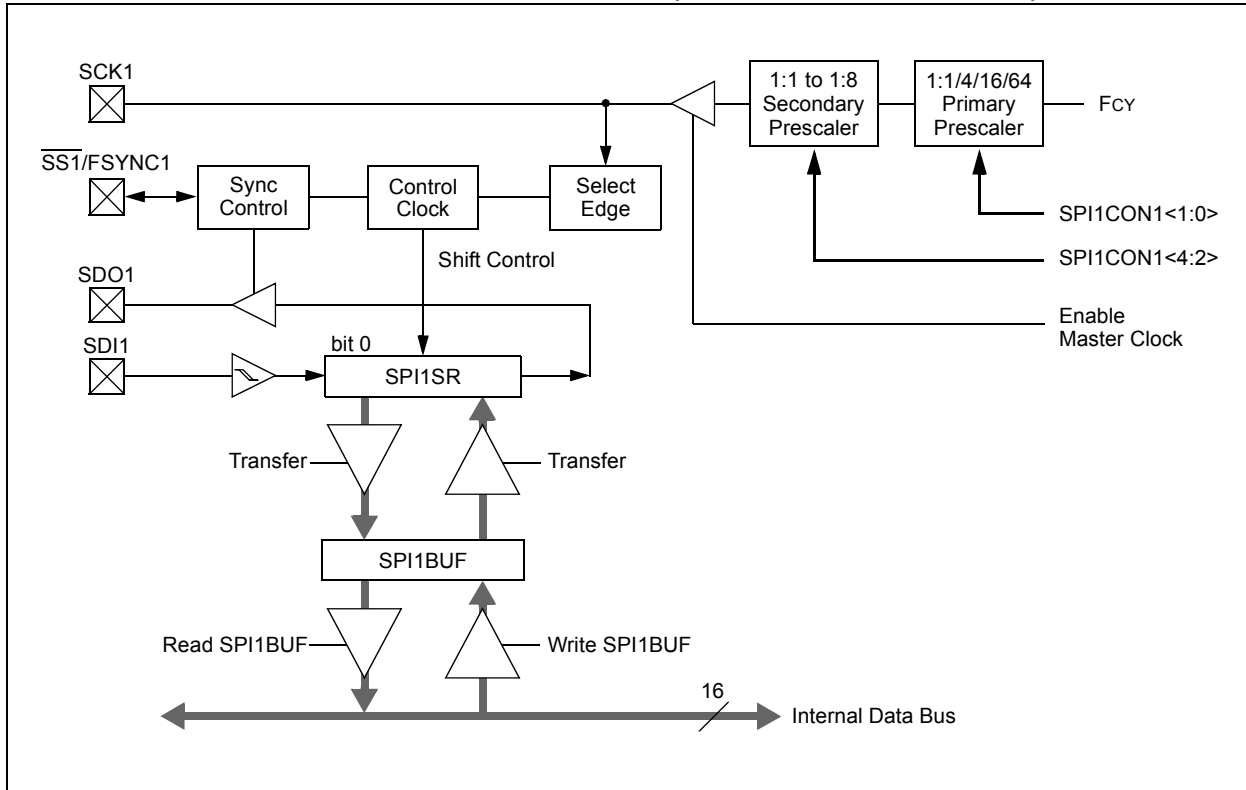 SCK1
1:1 to 1:8
Secondary
Prescaler
1:1/4/16/64
Primary
Prescaler
FCY
SS1/FSYNC1
Sync
Control
Control
Clock
Select
Edge
SPI1CON1<1:0>
SPI1CON1<4:2>
Shift Control
SDO1
Enable
Master Clock
SDI1
bit 0
SPI1SR
Transfer
Transfer
SPI1BUF
Read SPI1BUF
Write SPI1BUF
16
Internal Data Bus